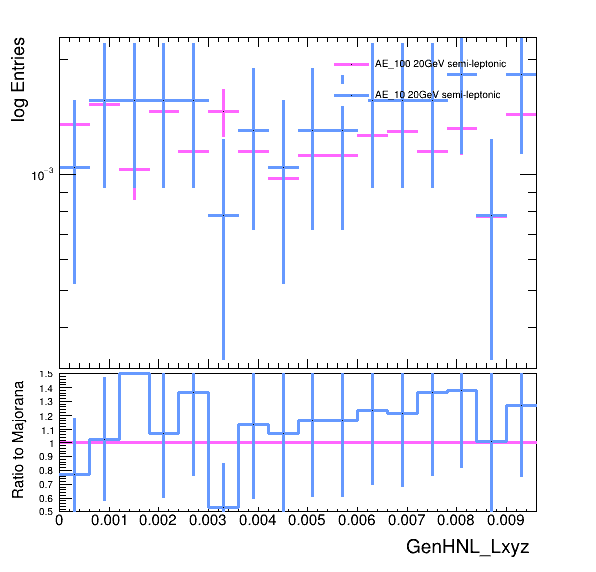 log Entries
AE_100 20GeV semi-leptonic
AE_10 20GeV semi-leptonic
10⁻³
Ratio to Majorana
1.5
1.4
1.3
1.2
1.1
1
0.9
0.8
0.7
0.6
0.5
0 0.001 0.002 0.003 0.004 0.005 0.006 0.007 0.008 0.009
GenHNL_Lxyz